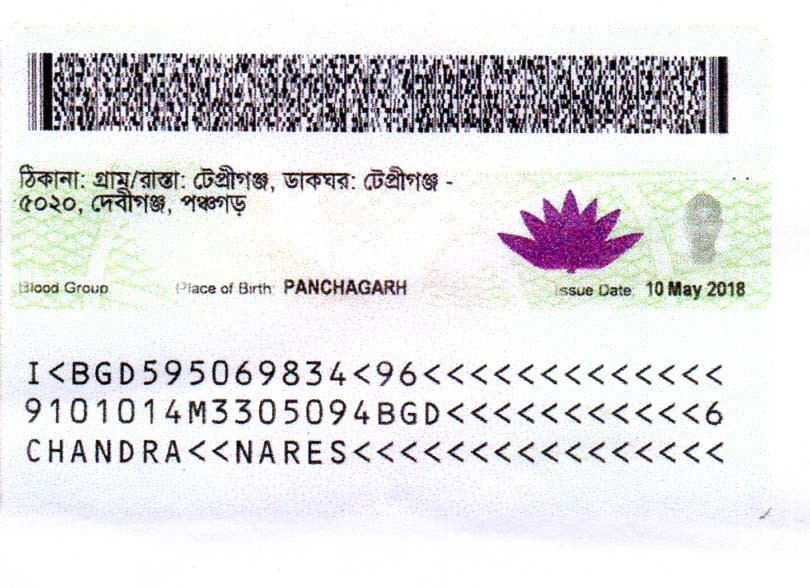 ঠিকানা: গ্রাম/রাস্তা: টেপ্রীগঞ্জ, ডাকঘর: টেপ্রীগঞ্জ -
৫০২০, দেবীগঞ্জ, পঞ্চগড়
Blood Group Place of Birth: PANCHAGARH Issue Date: 10 May 2018
I<BGD595069834<96<<<<<<<<<<<<<
9101014M3305094BGD<<<<<<<<<<<6
CHANDRA<<NARES<<<<<<<<<<<<<<<<